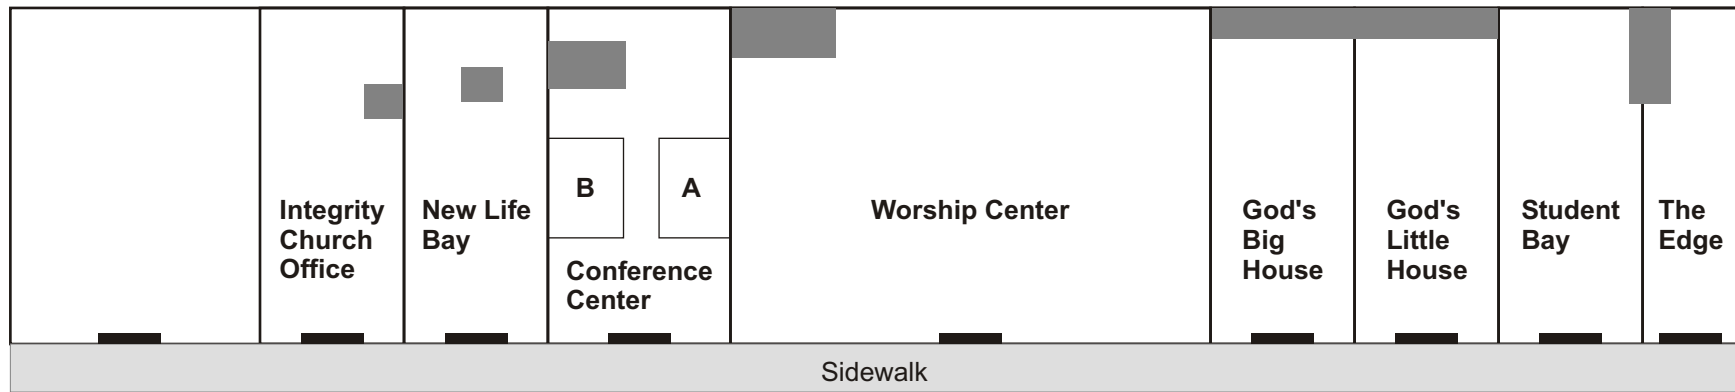 Integrity
Church
Office
New Life
Bay
B
A
Conference
Center
Worship Center
God's
Big
House
God's
Little
House
Student
Bay
The
Edge
Sidewalk